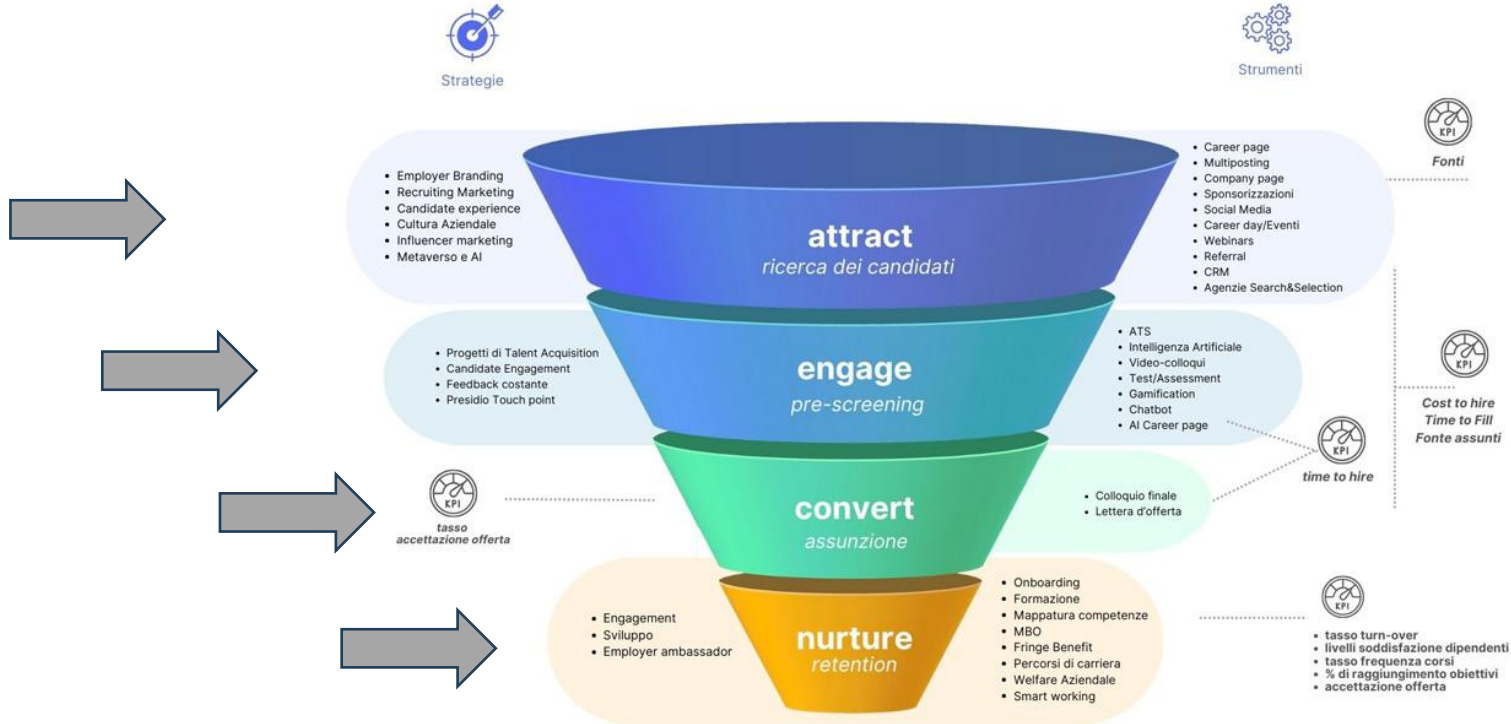 Strategie
Strumenti
• Employer Branding
• Recruiting Marketing
• Candidate experience
• Cultura Aziendale
• Influencer marketing
• Metaverso e AI
attract
ricerca dei candidati
• Career page
• Multiposting
• Company page
• Sponsorizzazioni
• Social Media
• Career day/Eventi
• Webinars
• Referral
• CRM
• Agenzie Search&Selection
KPI
Fonti
• Progetti di Talent Acquisition
• Candidate Engagement
• Feedback costante
• Presidio Touch point
engage
pre-screening
• ATS
• Intelligenza Artificiale
• Video-colloqui
• Test/Assessment
• Gamification
• Chatbot
• AI Career page
KPI
Cost to hire
Time to Fill
Fonte assunti
KPI
time to hire
KPI
tasso
accettazione offerta
convert
assunzione
• Colloquio finale
• Lettera d'offerta
• Engagement
• Sviluppo
• Employer ambassador
nurture
retention
• Onboarding
• Formazione
• Mappatura competenze
• MBO
• Fringe Benefit
• Percorsi di carriera
• Welfare Aziendale
• Smart working
KPI
• tasso turn-over
• livelli soddisfazione dipendenti
• tasso frequenza corsi
• % di raggiungimento obiettivi
• accettazione offerta